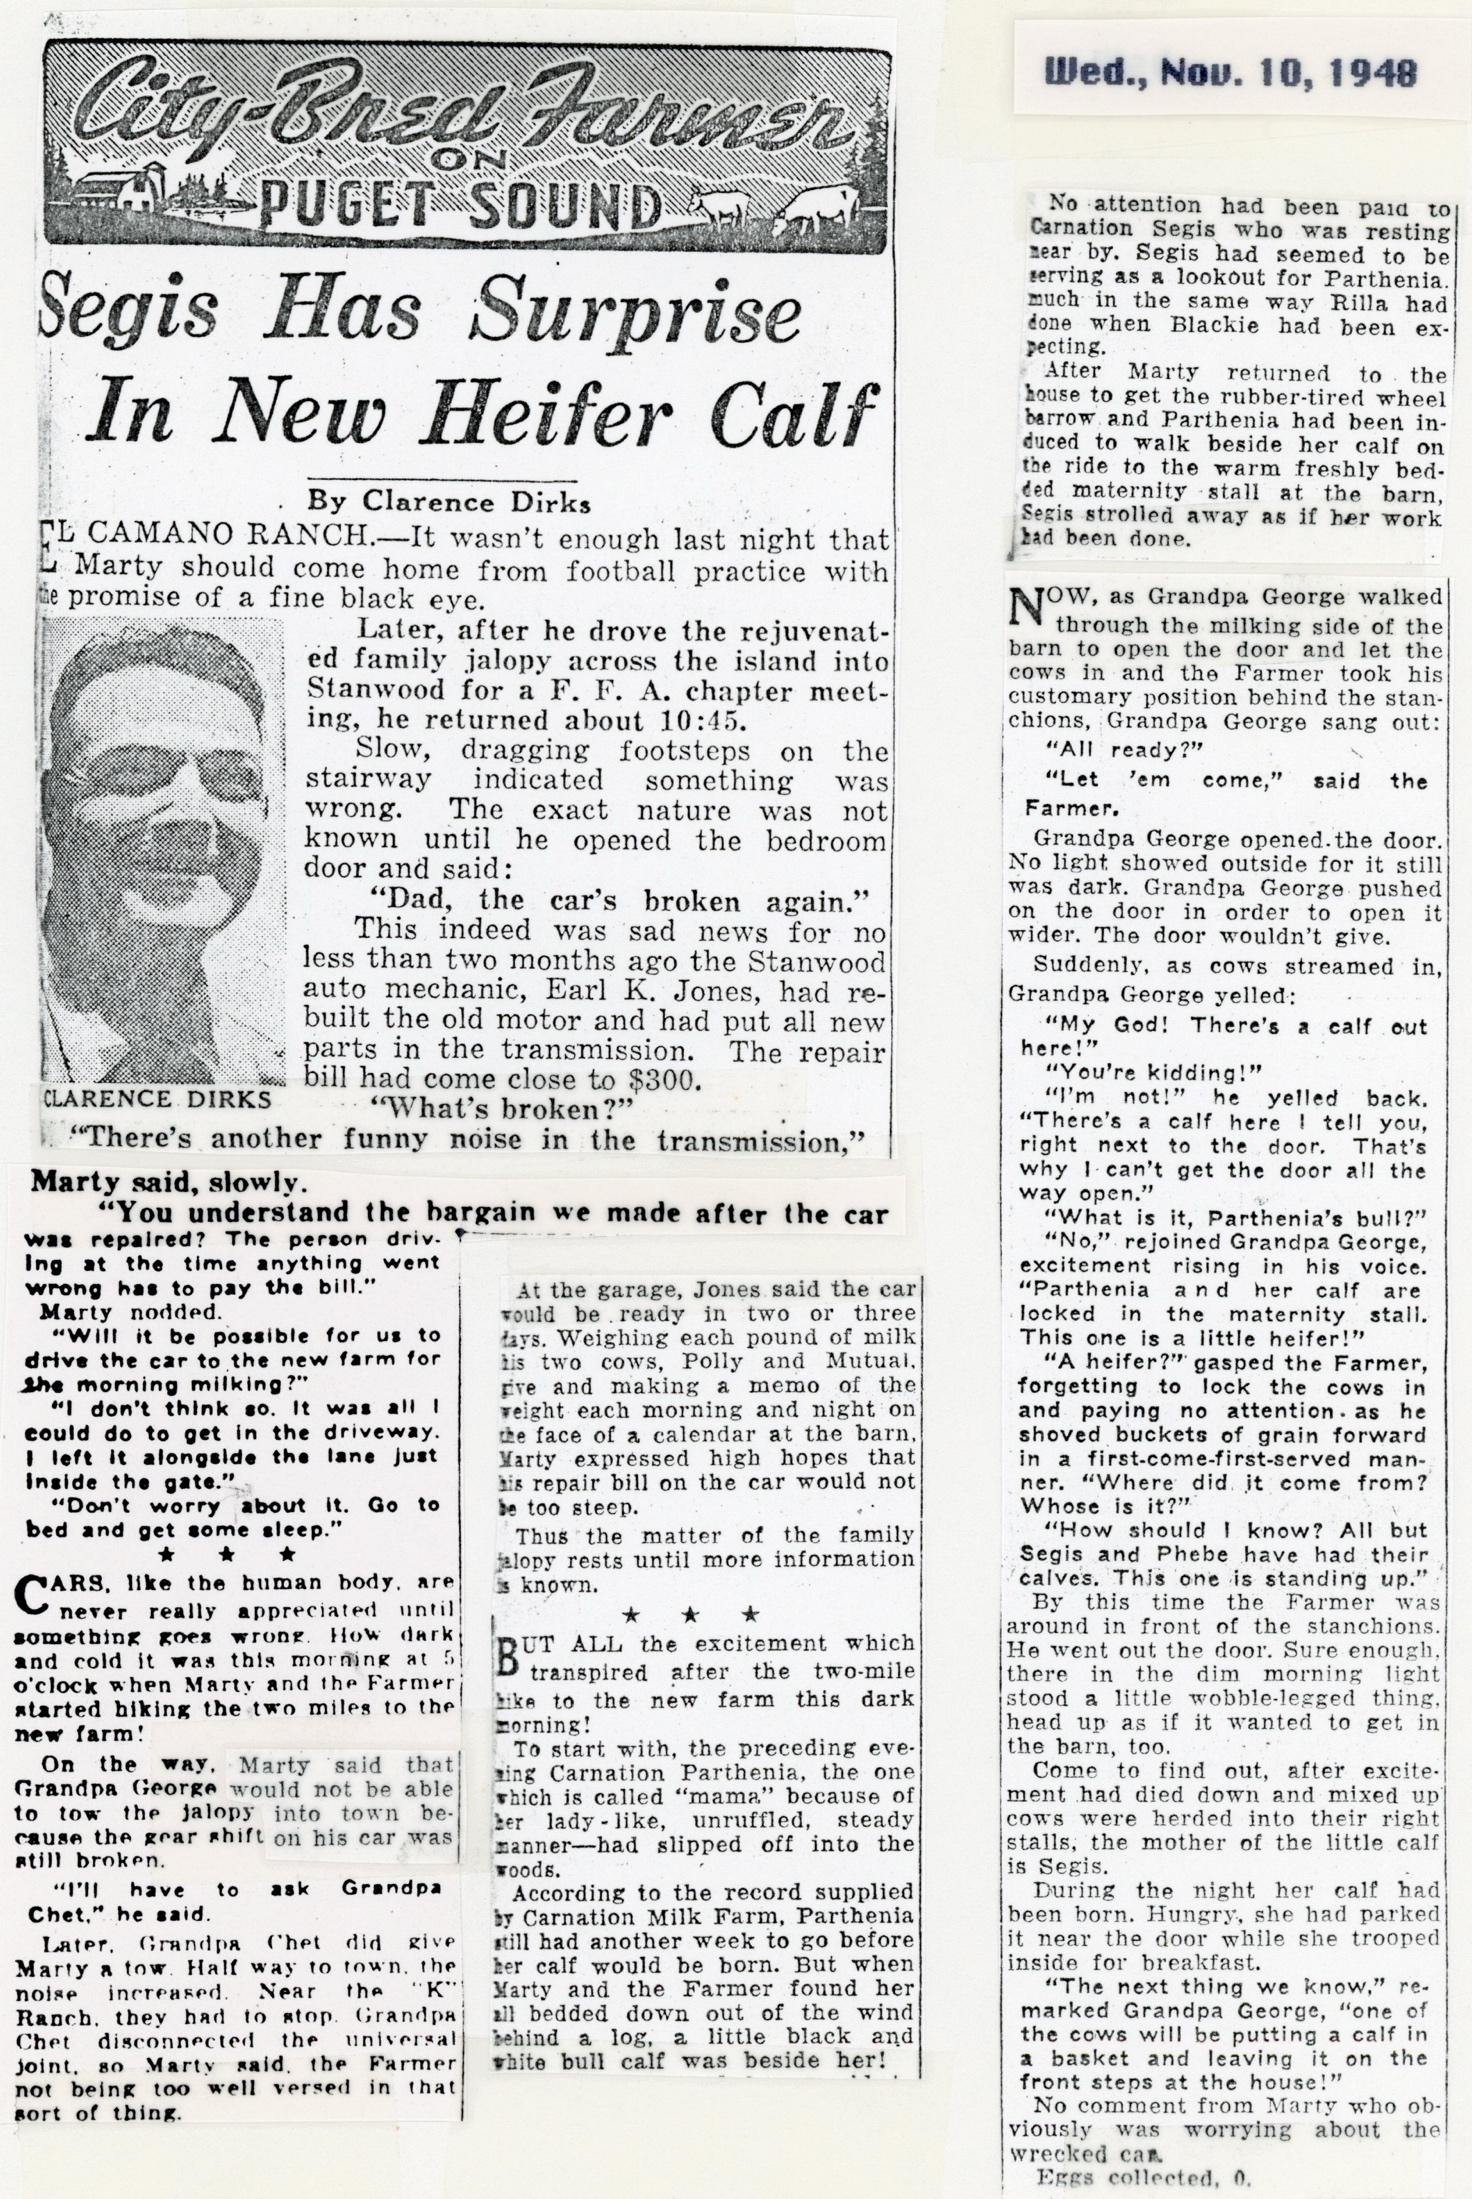 City-Bred Farmer
ON
PUGET SOUND
Wed., Nov. 10, 1948
Segis Has Surprise
In New Heifer Calf
By Clarence Dirks
EL CAMANO RANCH.—It wasn't enough last night that
Marty should come home from football practice with
the promise of a fine black eye.
Later, after he drove the rejuvenat-
ed family jalopy across the island into
Stanwood for a F. F. A. chapter meet-
ing, he returned about 10:45.
Slow, dragging footsteps on the
stairway indicated something was
wrong. The exact nature was not
known until he opened the bedroom
door and said:
"Dad, the car's broken again."
This indeed was sad news for no
less than two months ago the Stanwood
auto mechanic, Earl K. Jones, had re-
built the old motor and had put all new
parts in the transmission. The repair
bill had come close to $300.
CLARENCE DIRKS
"What's broken?"
"There's another funny noise in the transmission,"
Marty said, slowly.
"You understand the bargain we made after the car
was repaired? The person driv-
ing at the time anything went
wrong has to pay the bill."
Marty nodded.
"Will it be possible for us to
drive the car to the new farm for
the morning milking?"
"I don't think so. It was all I
could do to get in the driveway.
I left it alongside the lane just
inside the gate."
"Don't worry about it. Go to
bed and get some sleep."
★ ★ ★
CARS, like the human body, are
never really appreciated until
something goes wrong. How dark
and cold it was this morning at 5
o'clock when Marty and the Farmer
started hiking the two miles to the
new farm!
On the way, Marty said that
Grandpa George would not be able
to tow the jalopy into town be-
cause the gear shift on his car was
still broken.
"I'll have to ask Grandpa
Chet," he said.
Later, Grandpa Chet did give
Marty a tow. Half way to town, the
noise increased. Near the "K"
Ranch, they had to stop. Grandpa
Chet disconnected the universal
joint, so Marty said, the Farmer
not being too well versed in that
sort of thing.
At the garage, Jones said the car
would be ready in two or three
days. Weighing each pound of milk
his two cows, Polly and Mutual,
give and making a memo of the
weight each morning and night on
the face of a calendar at the barn,
Marty expressed high hopes that
his repair bill on the car would not
be too steep.
Thus the matter of the family
jalopy rests until more information
is known.
★ ★ ★
BUT ALL the excitement which
transpired after the two-mile
hike to the new farm this dark
morning!
To start with, the preceding eve-
ning Carnation Parthenia, the one
which is called "mama" because of
her lady-like, unruffled, steady
manner—had slipped off into the
woods.
According to the record supplied
by Carnation Milk Farm, Parthenia
still had another week to go before
her calf would be born. But when
Marty and the Farmer found her
all bedded down out of the wind
behind a log, a little black and
white bull calf was beside her!
No attention had been paid to
Carnation Segis who was resting
near by. Segis had seemed to be
serving as a lookout for Parthenia,
much in the same way Rilla had
done when Blackie had been ex-
pecting.
After Marty returned to the
house to get the rubber-tired wheel
barrow and Parthenia had been in-
duced to walk beside her calf on
the ride to the warm freshly bed-
ded maternity stall at the barn,
Segis strolled away as if her work
had been done.
NOW, as Grandpa George walked
through the milking side of the
barn to open the door and let the
cows in and the Farmer took his
customary position behind the stan-
chions, Grandpa George sang out:
"All ready?"
"Let 'em come," said the
Farmer.
Grandpa George opened the door.
No light showed outside for it still
was dark. Grandpa George pushed
on the door in order to open it
wider. The door wouldn't give.
Suddenly, as cows streamed in,
Grandpa George yelled:
"My God! There's a calf out
here!"
"You're kidding!"
"I'm not!" he yelled back.
"There's a calf here I tell you,
right next to the door. That's
why I can't get the door all the
way open."
"What is it, Parthenia's bull?"
"No," rejoined Grandpa George,
excitement rising in his voice.
"Parthenia and her calf are
locked in the maternity stall.
This one is a little heifer!"
"A heifer?" gasped the Farmer,
forgetting to lock the cows in
and paying no attention as he
shoved buckets of grain forward
in a first-come-first-served man-
ner. "Where did it come from?
Whose is it?"
"How should I know? All but
Segis and Phebe have had their
calves. This one is standing up."
By this time the Farmer was
around in front of the stanchions.
He went out the door. Sure enough,
there in the dim morning light
stood a little wobble-legged thing,
head up as if it wanted to get in
the barn, too.
Come to find out, after excite-
ment had died down and mixed up
cows were herded into their right
stalls, the mother of the little calf
is Segis.
During the night her calf had
been born. Hungry, she had parked
it near the door while she trooped
inside for breakfast.
"The next thing we know," re-
marked Grandpa George, "one of
the cows will be putting a calf in
a basket and leaving it on the
front steps at the house!"
No comment from Marty who ob-
viously was worrying about the
wrecked car.
Eggs collected, 0.